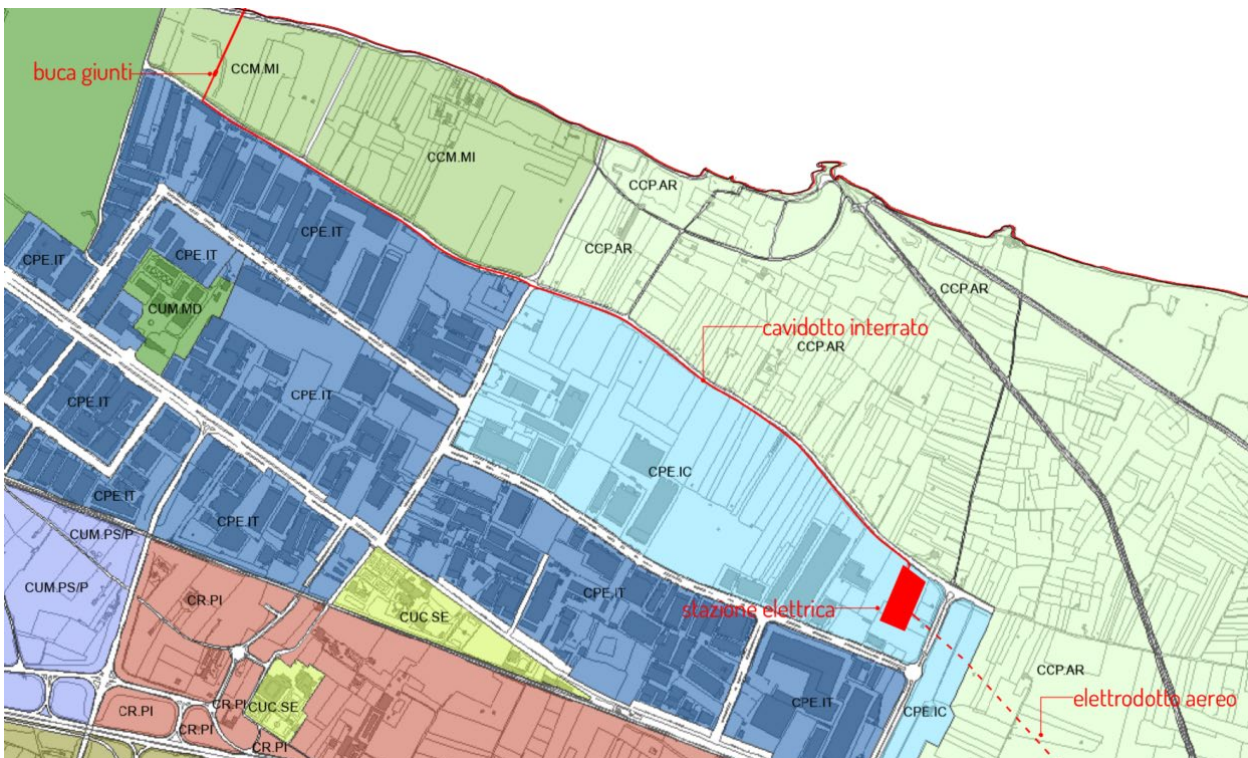 buca giunti
CCM.MI
CCM.MI
CCP.AR
CPE.IT
CPE.IT
CPE.IT
CCP.AR
CCP.AR
CUM.MD
cavidotto interrato
CCP.AR
CPE.IT
CPE.IT
CPE.IC
CPE.IT
CPE.IT
CUM.PS/P
CUM.PS/P
CR.PI
CUC.SE
CPE.IT
stazione elettrica
CCP.AR
elettrodotto aereo
CPE.IT
CPE.IC
CR.PI
CR.PI
CR.PI
CUC.SE
CR.PI